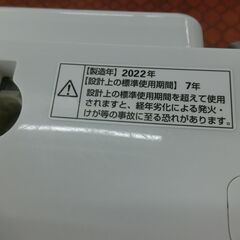 【製造年】2022年
【設計上の標準使用期間】7年
設計上の標準使用期間を超えて使用
されますと、経年劣化による発火・
けが等の事故に至る恐れがあります。